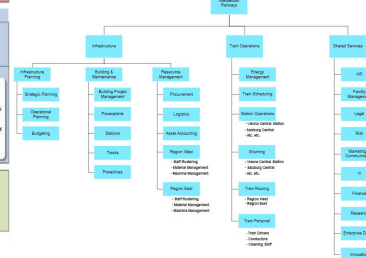 Railways
Infrastructure
Train Operations
Shared Services
Infrastructure
Planning
Building &
Maintenance
Ressource
Management
Energy
Management
HR
Strategic Planning
Building Project
Management
Procurement
Train Scheduling
Facility
Operational
Planning
Powerplants
Logistics
Station Operations
- Vienna Central Station
- Salzburg Central
- etc. etc.
Legal
Budgeting
Stations
Asset Accounting
Risk
Tracks
Region West
- Staff Rostering
- Material Management
- Machine Management
Shunting
- Vienna Central Station
- Salzburg Central
- etc. etc.
Marketing
Powerlines
IT
Region East
- Staff Rostering
- Material Management
- Machine Management
Train Routing
- Region West
- Region East
Finance
Train Personal
- Train Drivers
- Conductors
- Cleaning Staff
Research
Enterprise